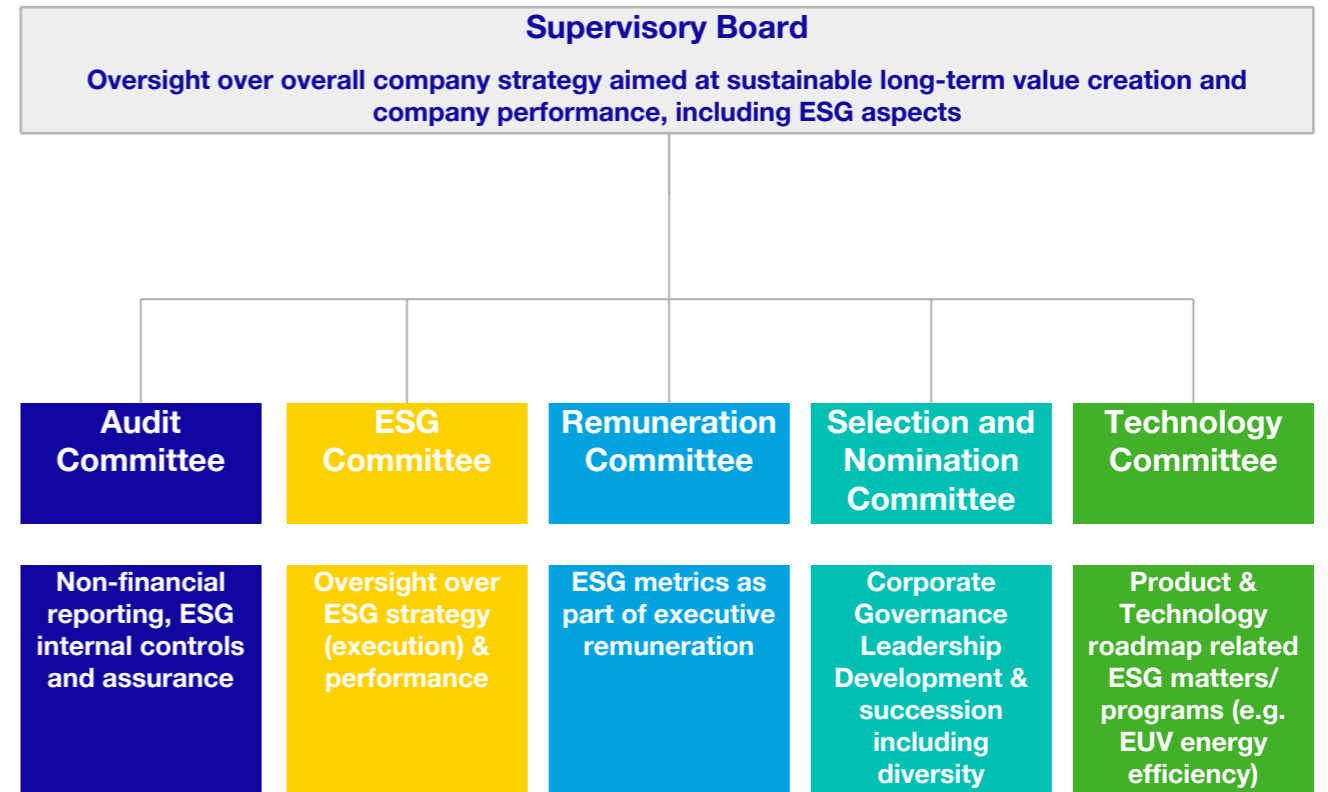 Supervisory Board
Oversight over overall company strategy aimed at sustainable long-term value creation and
company performance, including ESG aspects
Audit
Committee
ESG
Committee
Remuneration
Committee
Selection and
Nomination
Committee
Technology
Committee
Non-financial
reporting, ESG
internal controls
and assurance
Oversight over
ESG strategy
(execution) &
performance
ESG metrics as
part of executive
remuneration
Corporate
Governance
Leadership
Development &
succession
including
diversity
Product &
Technology
roadmap related
ESG matters/
programs (e.g.
EUV energy
efficiency)